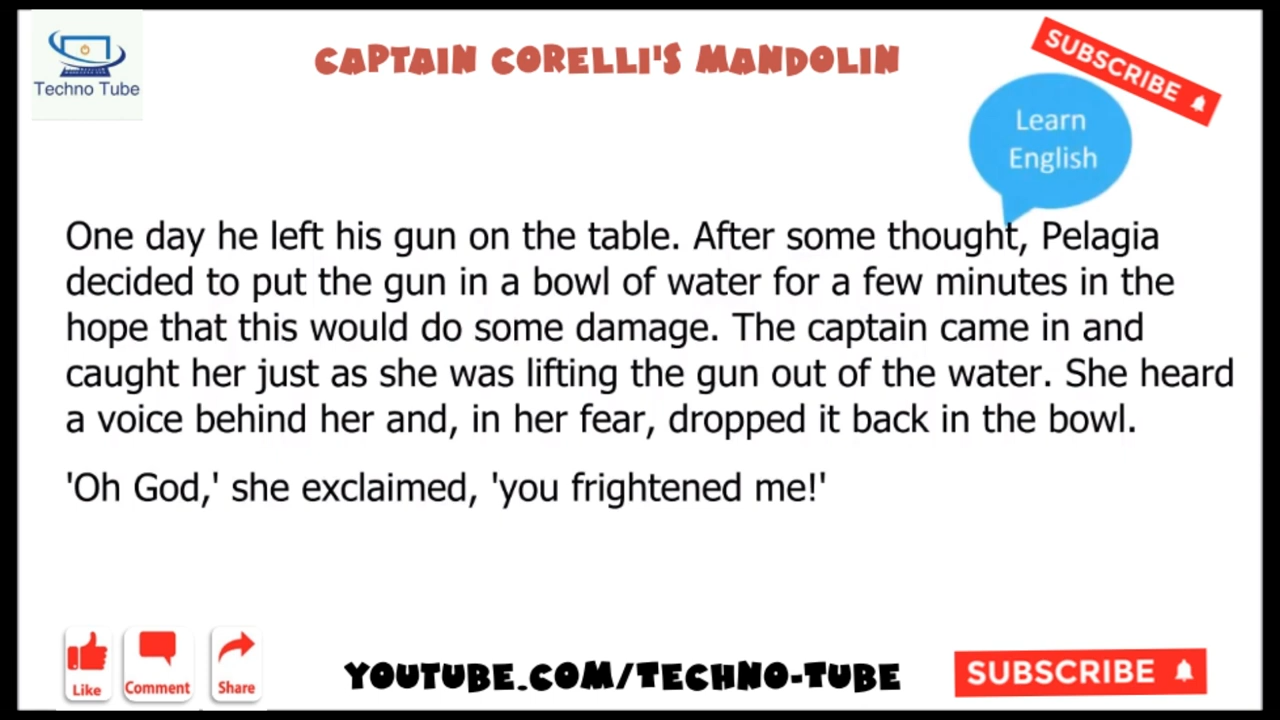 CAPTAIN CORELLI'S MANDOLIN
SUBSCRIBE
Techno Tube
Learn
English
One day he left his gun on the table. After some thought, Pelagia
decided to put the gun in a bowl of water for a few minutes in the
hope that this would do some damage. The captain came in and
caught her just as she was lifting the gun out of the water. She heard
a voice behind her and, in her fear, dropped it back in the bowl.
'Oh God,' she exclaimed, 'you frightened me!'
Like
Comment
Share
YOUTUBE.COM/TECHNO-TUBE
SUBSCRIBE